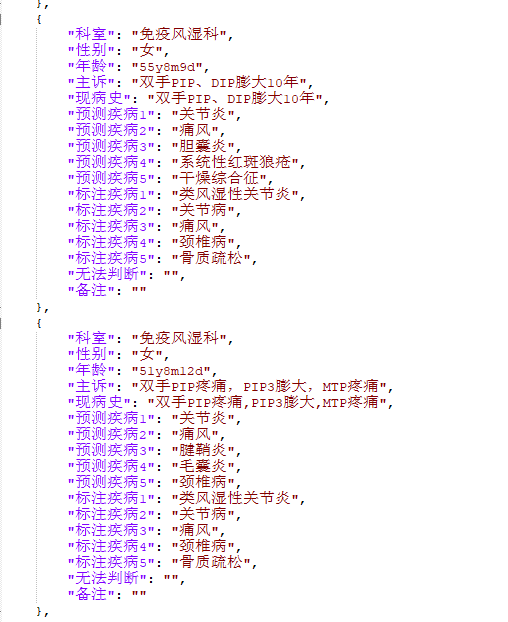 },
{
"科室": "免疫风湿科",
"性别": "女",
"年龄": "55y8m9d",
"主诉": "双手PIP、DIP膨大10年",
"现病史": "双手PIP、DIP膨大10年",
"预测疾病1": "关节炎",
"预测疾病2": "痛风",
"预测疾病3": "胆囊炎",
"预测疾病4": "系统性红斑狼疮",
"预测疾病5": "干燥综合征",
"标注疾病1": "类风湿性关节炎",
"标注疾病2": "关节病",
"标注疾病3": "痛风",
"标注疾病4": "颈椎病",
"标注疾病5": "骨质疏松",
"无法判断": "",
"备注": ""
},
{
"科室": "免疫风湿科",
"性别": "女",
"年龄": "51y8m12d",
"主诉": "双手PIP疼痛，PIP3膨大，MTP疼痛",
"现病史": "双手PIP疼痛,PIP3膨大,MTP疼痛",
"预测疾病1": "关节炎",
"预测疾病2": "痛风",
"预测疾病3": "腱鞘炎",
"预测疾病4": "毛囊炎",
"预测疾病5": "颈椎病",
"标注疾病1": "类风湿性关节炎",
"标注疾病2": "关节病",
"标注疾病3": "痛风",
"标注疾病4": "颈椎病",
"标注疾病5": "骨质疏松",
"无法判断": "",
"备注": ""
},